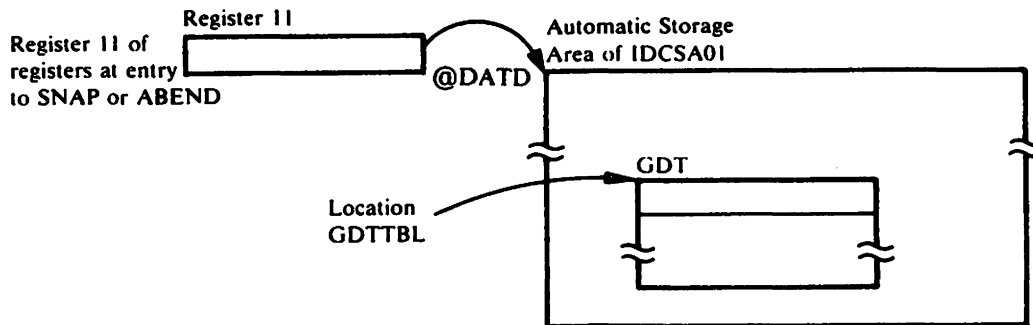 Register 11
Register 11 of
registers at entry
to SNAP or ABEND
@DATD
Automatic Storage
Area of IDCSA01
GDT
Location
GDTTBL